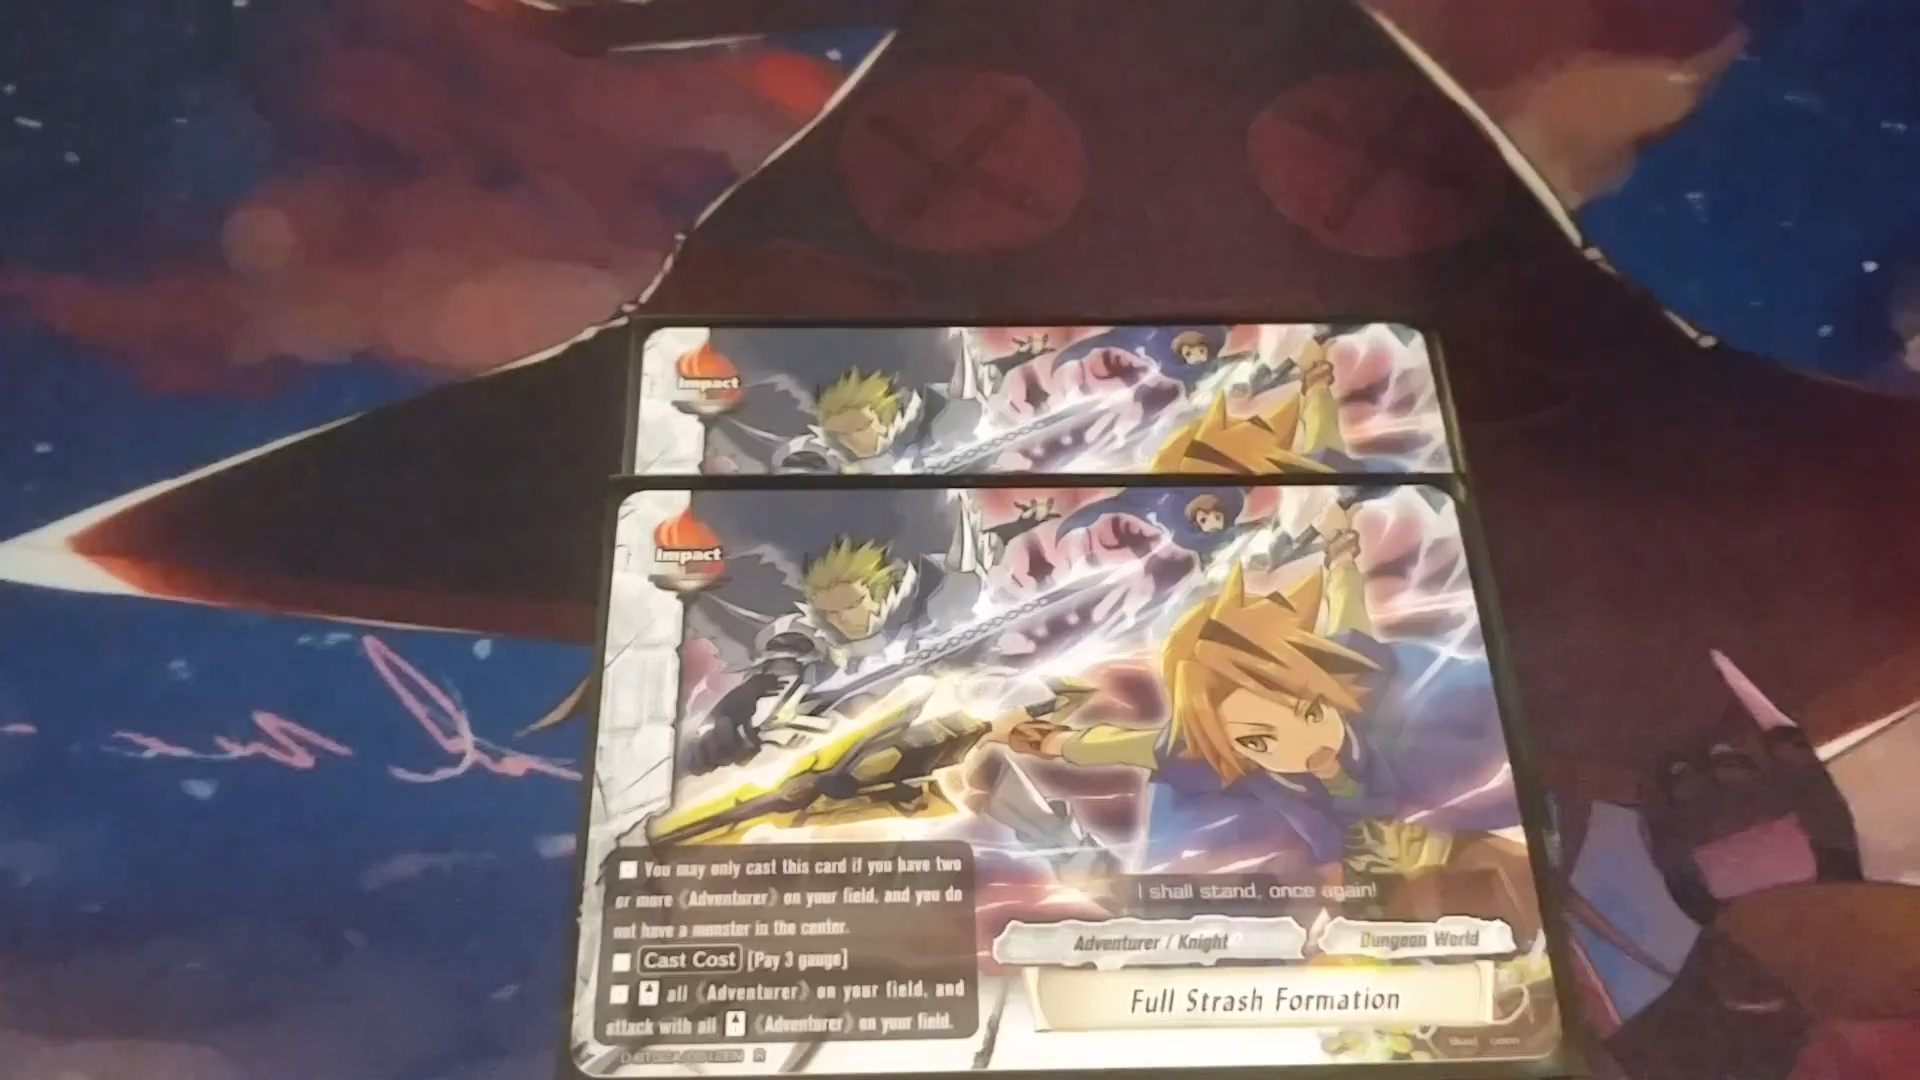 Impact
Impact
You may only cast this card if you have two
or more 《Adventurer》 on your field, and you do
not have a monster in the center.
Cast Cost [Pay 3 gauge]
all 《Adventurer》 on your field, and
attack with all 《Adventurer》 on your field.
I shall stand, once again!
Adventurer / Knight
Dungeon World
Full Strash Formation
R